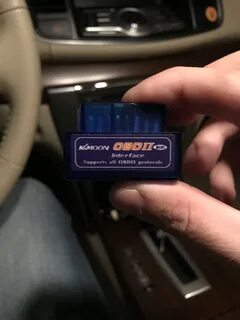 KKMOON OBDII
Interface
Supports all OBDII protocols